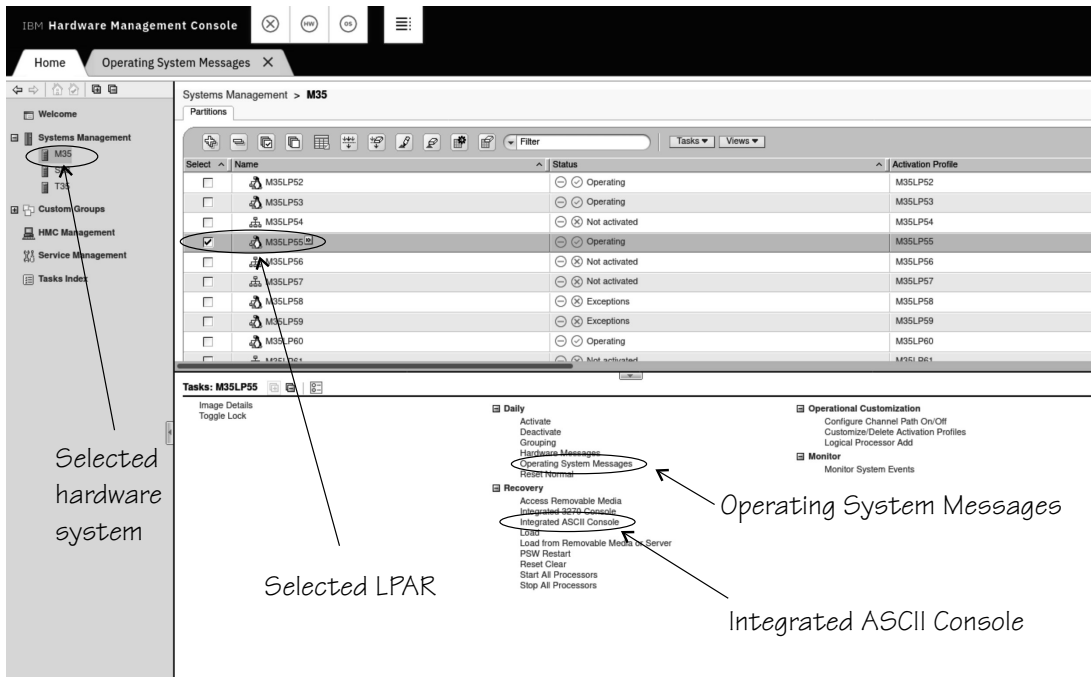 IBM Hardware Management Console
HW
OS
Home
Operating System Messages X
Welcome
Systems Management
M35
T35
Custom Groups
HMC Management
Service Management
Tasks Index
Systems Management > M35
Partitions
Filter
Tasks
Views
Select Name Status Activation Profile
M35LP52 Operating M35LP52
M35LP53 Operating M35LP53
M35LP54 Not activated M35LP54
M35LP55 Operating M35LP55
M35LP56 Not activated M35LP56
M35LP57 Not activated M35LP57
M35LP58 Exceptions M35LP58
M35LP59 Exceptions M35LP59
M35LP60 Operating M35LP60
M35LP61 Not activated M35LP61
Tasks: M35LP55
Image Details
Toggle Lock
Daily
Activate
Deactivate
Grouping
Hardware Messages
Operating System Messages
Reset Normal
Recovery
Access Removable Media
Integrated 3270 Console
Integrated ASCII Console
Load
Load from Removable Media or Server
PSW Restart
Reset Clear
Start All Processors
Stop All Processors
Operational Customization
Configure Channel Path On/Off
Customize/Delete Activation Profiles
Logical Processor Add
Monitor
Monitor System Events
Selected
hardware
system
Selected LPAR
Operating System Messages
Integrated ASCII Console